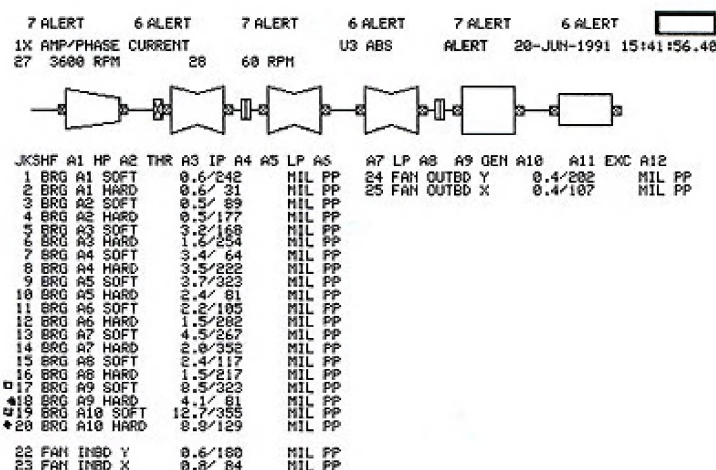 7 ALERT 6 ALERT 7 ALERT 6 ALERT 7 ALERT 6 ALERT
1X AMP/PHASE CURRENT U3 ABS ALERT 20-JUN-1991 15:41:56.40
27 3600 RPM 28 60 RPM
JKSHF A1 HP A2 THR A3 IP A4 A5 LP A6 A7 LP A8 A9 GEN A10 A11 EXC A12
1 BRG A1 SOFT 0.6/242 MIL PP 24 FAN OUTBD Y 0.4/202 MIL PP
2 BRG A1 HARD 0.6/ 31 MIL PP 25 FAN OUTBD X 0.4/107 MIL PP
3 BRG A2 SOFT 0.5/ 89 MIL PP
4 BRG A2 HARD 0.5/177 MIL PP
5 BRG A3 SOFT 3.2/168 MIL PP
6 BRG A3 HARD 1.6/254 MIL PP
7 BRG A4 SOFT 3.4/ 64 MIL PP
8 BRG A4 HARD 3.5/222 MIL PP
9 BRG A5 SOFT 3.7/323 MIL PP
10 BRG A5 HARD 2.4/ 81 MIL PP
11 BRG A6 SOFT 2.2/105 MIL PP
12 BRG A6 HARD 1.5/282 MIL PP
13 BRG A7 SOFT 4.5/267 MIL PP
14 BRG A7 HARD 2.0/352 MIL PP
15 BRG A8 SOFT 2.4/117 MIL PP
16 BRG A8 HARD 1.5/217 MIL PP
17 BRG A9 SOFT 8.5/323 MIL PP
18 BRG A9 HARD 4.1/ 81 MIL PP
19 BRG A10 SOFT 12.7/355 MIL PP
20 BRG A10 HARD 8.8/129 MIL PP
22 FAN INBD Y 0.6/180 MIL PP
23 FAN INBD X 0.8/ 84 MIL PP